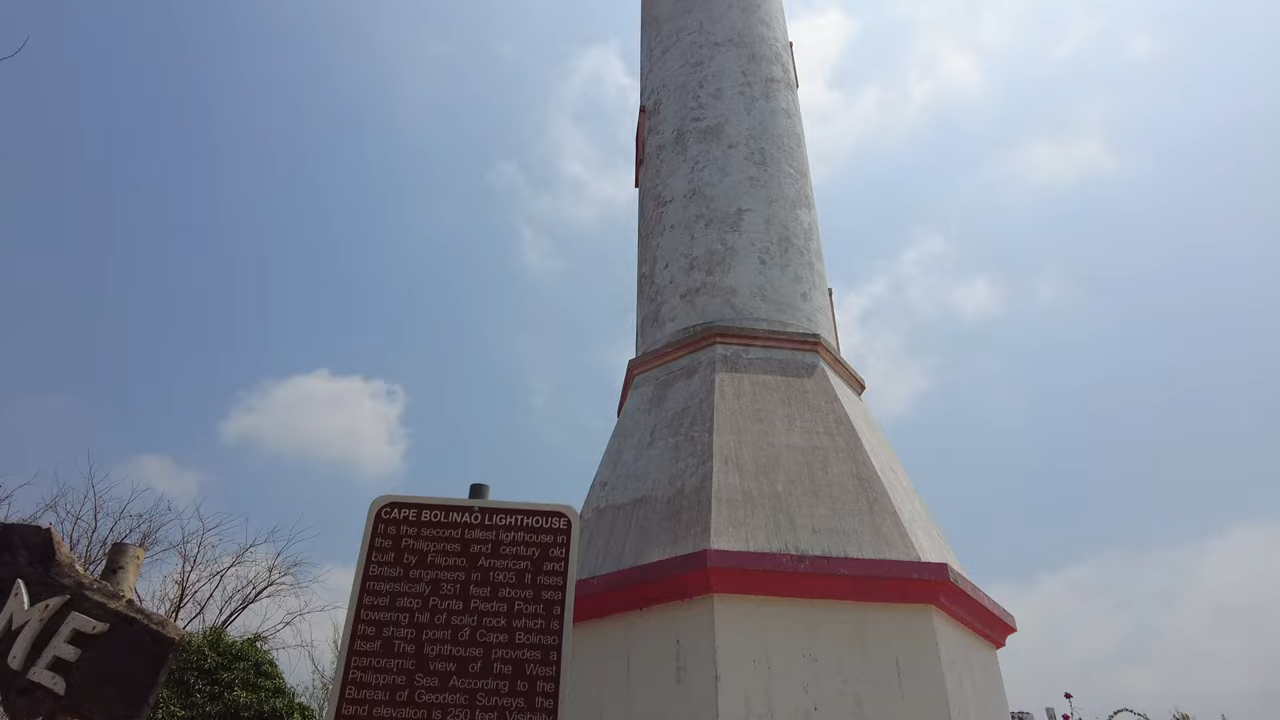 CAPE BOLINAO LIGHTHOUSE
It is the second tallest lighthouse in
the Philippines and century old
built by Filipino, American, and
British engineers in 1905. It rises
majestically 351 feet above sea
level atop Punta Piedra Point, a
towering hill of solid rock which is
the sharp point of Cape Bolinao
itself. The lighthouse provides a
panoramic view of the West
Philippine Sea. According to the
Bureau of Geodetic Surveys, the
land elevation is 250 feet. Visibility
ME